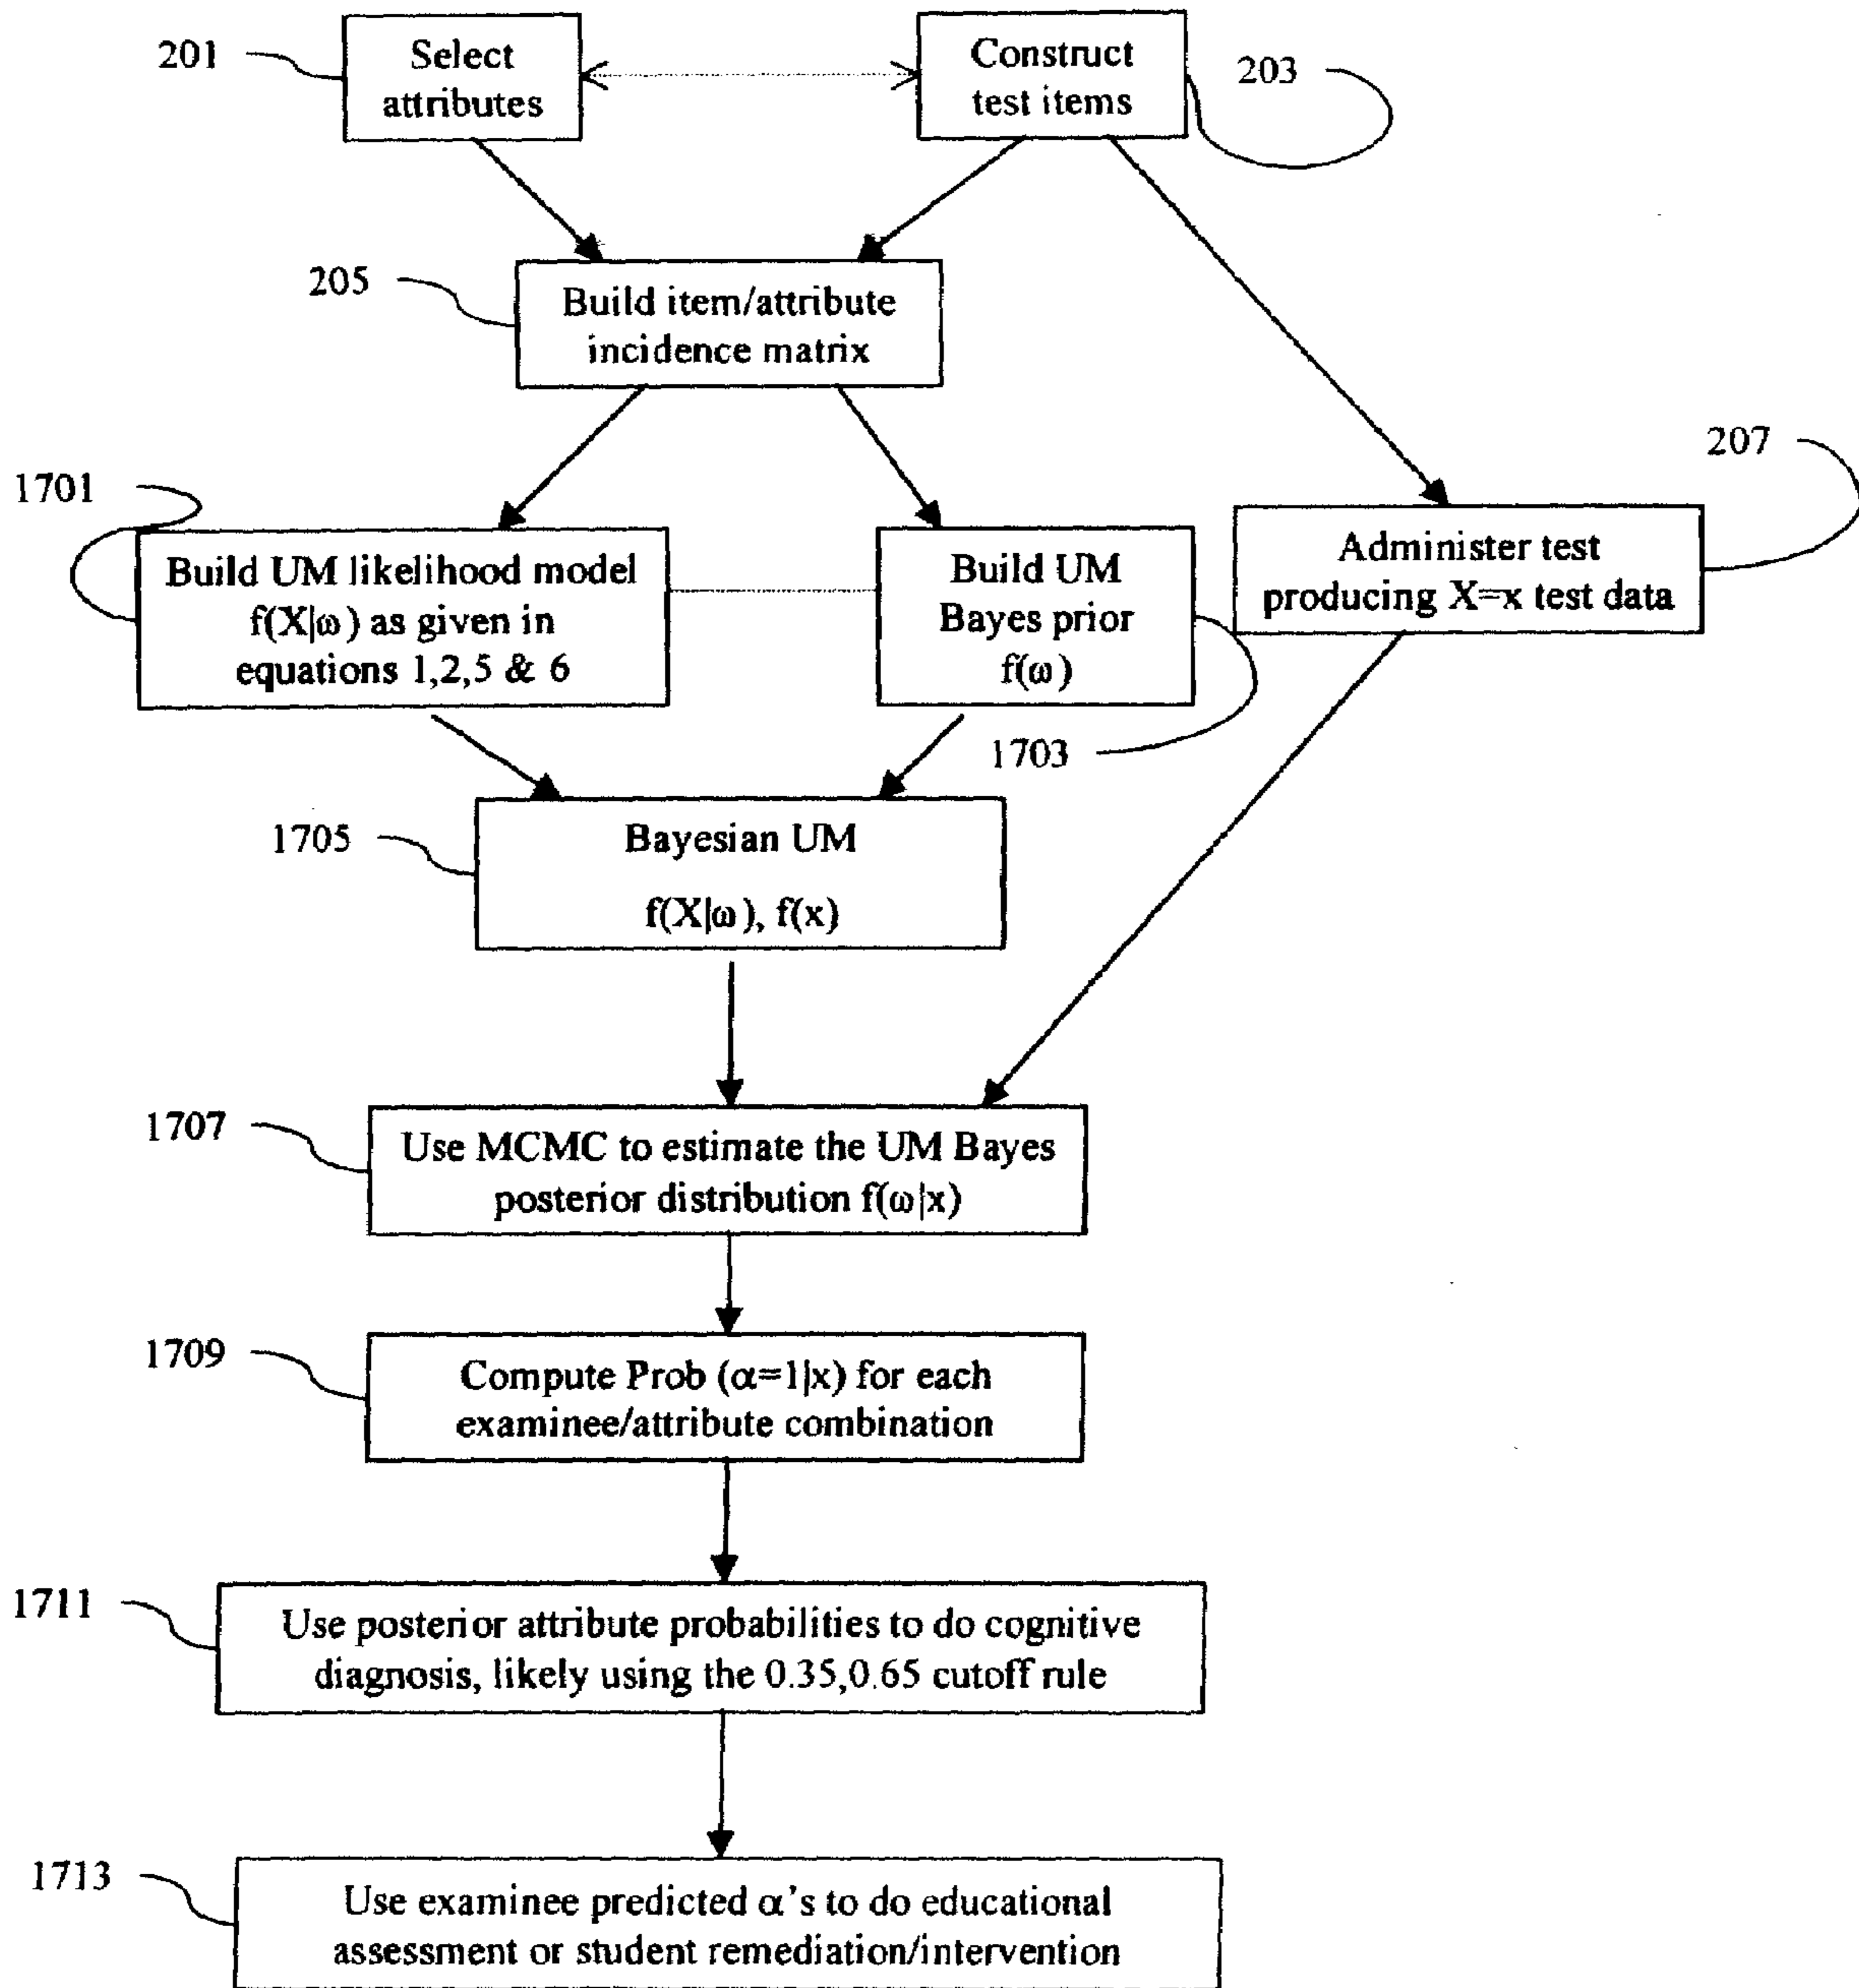 201
Select
attributes
Construct
test items
203
205
Build item/attribute
incidence matrix
1701
207
Build UM likelihood model
f(X|ω) as given in
equations 1,2,5 & 6
Build UM
Bayes prior
f(ω)
Administer test
producing X=x test data
1703
1705
Bayesian UM
f(X|ω), f(x)
1707
Use MCMC to estimate the UM Bayes
posterior distribution f(ω|x)
1709
Compute Prob (α=1|x) for each
examinee/attribute combination
1711
Use posterior attribute probabilities to do cognitive
diagnosis, likely using the 0.35,0.65 cutoff rule
1713
Use examinee predicted α's to do educational
assessment or student remediation/intervention